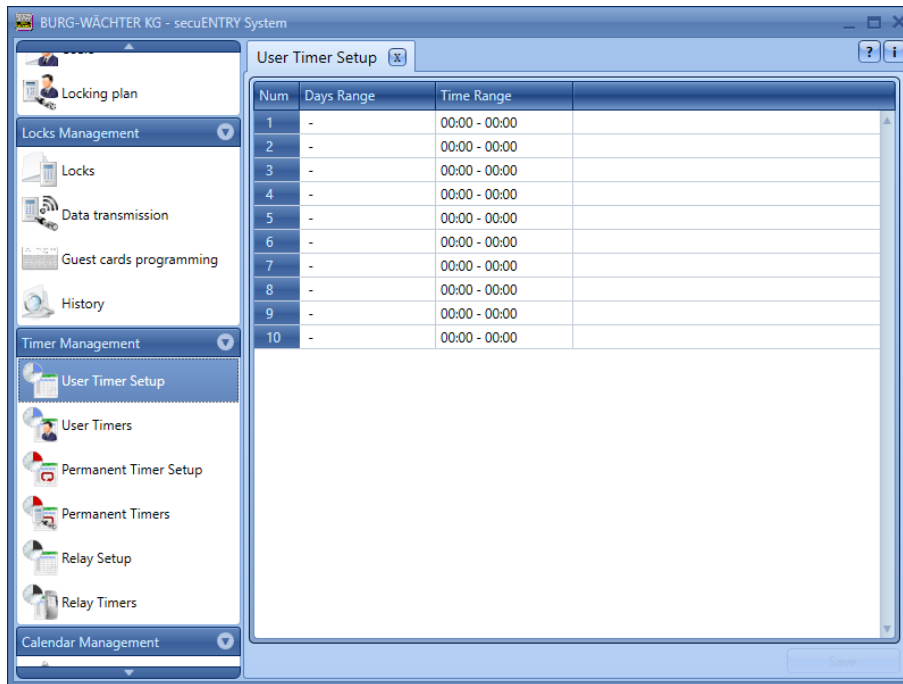 BURG-WÄCHTER KG - secuENTRY System
Users
Locking plan
Locks Management
Locks
Data transmission
Guest cards programming
History
Timer Management
User Timer Setup
User Timers
Permanent Timer Setup
Permanent Timers
Relay Setup
Relay Timers
Calendar Management
User Timer Setup x
? i
Num Days Range Time Range
1 - 00:00 - 00:00
2 - 00:00 - 00:00
3 - 00:00 - 00:00
4 - 00:00 - 00:00
5 - 00:00 - 00:00
6 - 00:00 - 00:00
7 - 00:00 - 00:00
8 - 00:00 - 00:00
9 - 00:00 - 00:00
10 - 00:00 - 00:00
Save